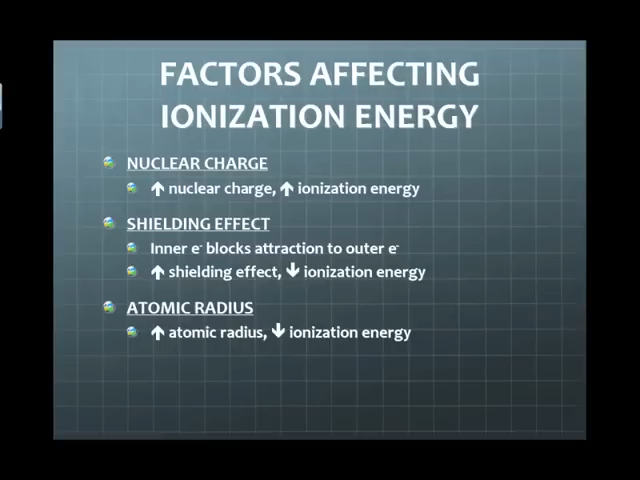 FACTORS AFFECTING
IONIZATION ENERGY
NUCLEAR CHARGE
↑ nuclear charge, ↑ ionization energy
SHIELDING EFFECT
Inner e⁻ blocks attraction to outer e⁻
↑ shielding effect, ↓ ionization energy
ATOMIC RADIUS
↑ atomic radius, ↓ ionization energy